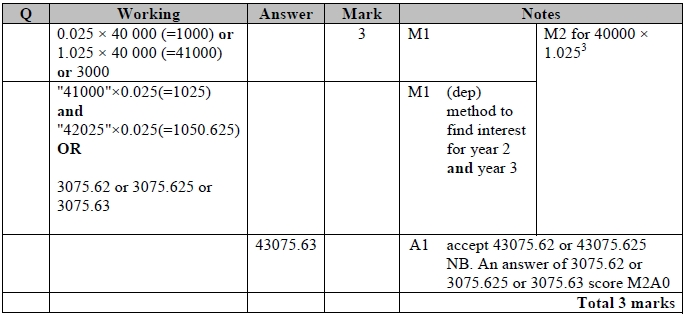 Q Working Answer Mark Notes
0.025 × 40 000 (=1000) or
1.025 × 40 000 (=41000)
or 3000
3
M1
M2 for 40000 ×
1.025³
"41000"×0.025(=1025)
and
"42025"×0.025(=1050.625)
OR
3075.62 or 3075.625 or
3075.63
M1 (dep)
method to
find interest
for year 2
and year 3
43075.63
A1 accept 43075.62 or 43075.625
NB. An answer of 3075.62 or
3075.625 or 3075.63 score M2A0
Total 3 marks